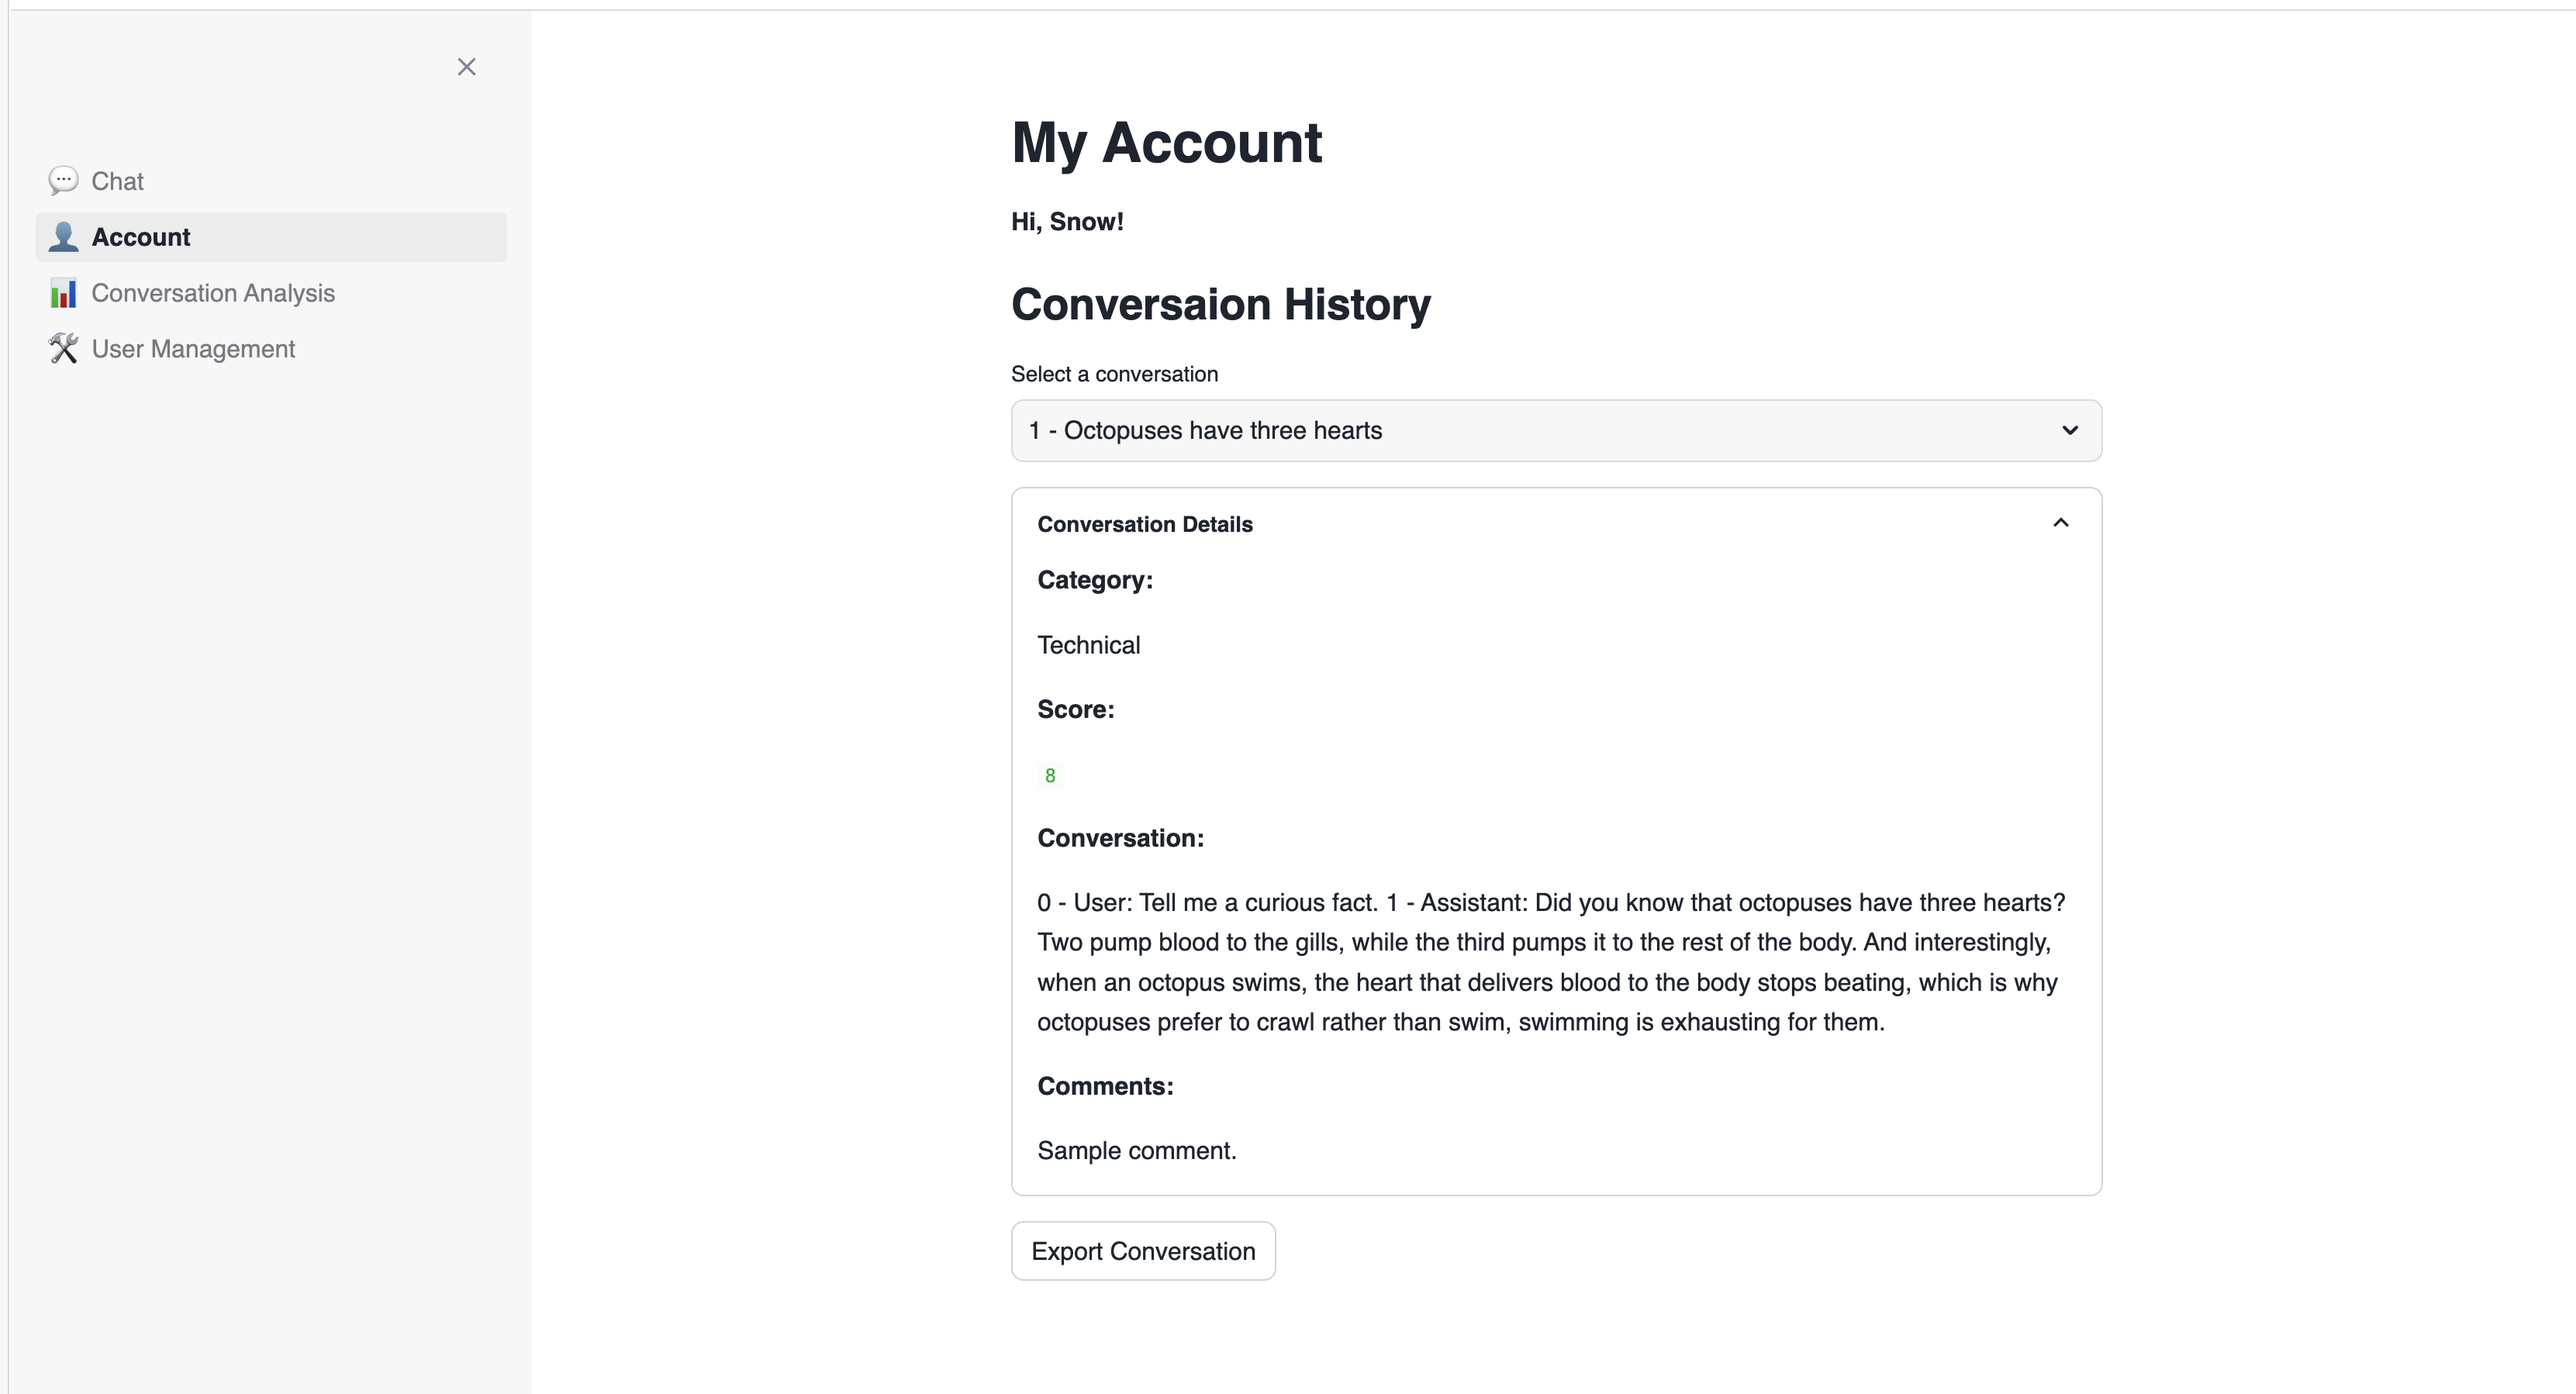 Chat
Account
Conversation Analysis
User Management
My Account
Hi, Snow!
Conversaion History
Select a conversation
1 - Octopuses have three hearts
Conversation Details
Category:
Technical
Score:
8
Conversation:
0 - User: Tell me a curious fact. 1 - Assistant: Did you know that octopuses have three hearts?
Two pump blood to the gills, while the third pumps it to the rest of the body. And interestingly,
when an octopus swims, the heart that delivers blood to the body stops beating, which is why
octopuses prefer to crawl rather than swim, swimming is exhausting for them.
Comments:
Sample comment.
Export Conversation